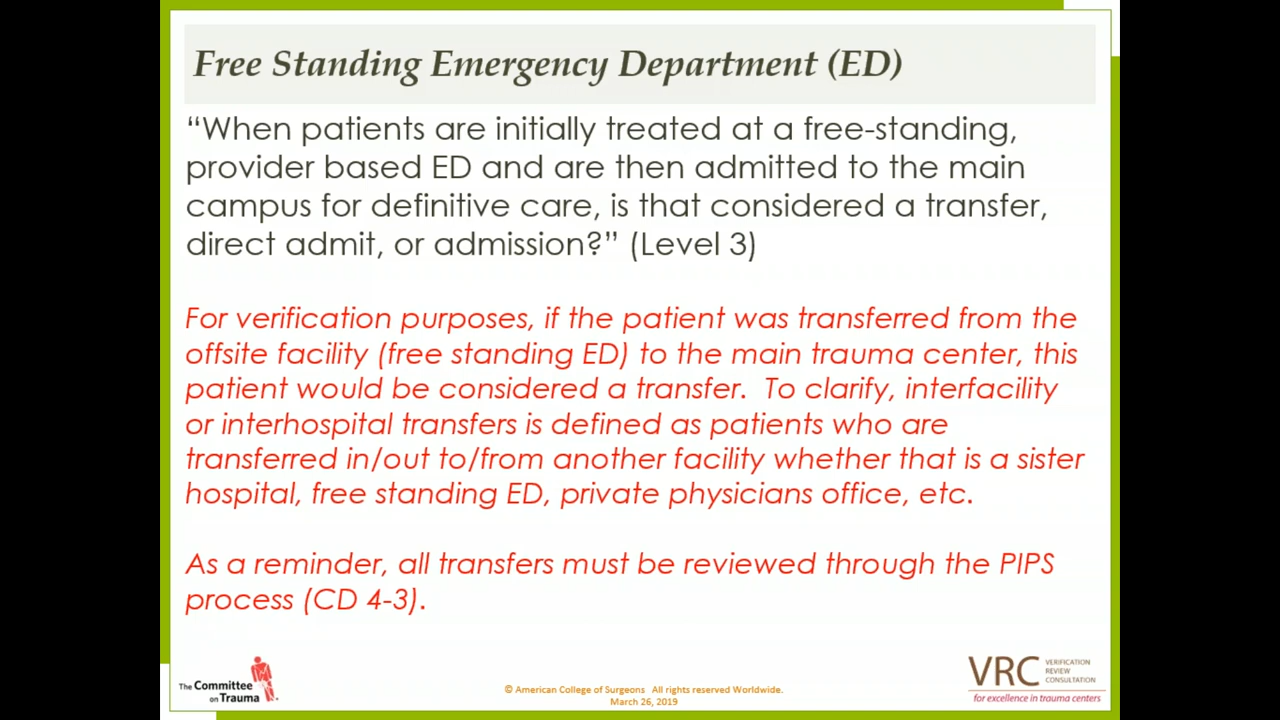 Free Standing Emergency Department (ED)
“When patients are initially treated at a free-standing,
provider based ED and are then admitted to the main
campus for definitive care, is that considered a transfer,
direct admit, or admission?” (Level 3)
For verification purposes, if the patient was transferred from the
offsite facility (free standing ED) to the main trauma center, this
patient would be considered a transfer.  To clarify, interfacility
or interhospital transfers is defined as patients who are
transferred in/out to/from another facility whether that is a sister
hospital, free standing ED, private physicians office, etc.
As a reminder, all transfers must be reviewed through the PIPS
process (CD 4-3).
The Committee
on Trauma
© American College of Surgeons   All rights reserved Worldwide.
March 26, 2019
VRC
VERIFICATION
REVIEW
CONSULTATION
for excellence in trauma centers